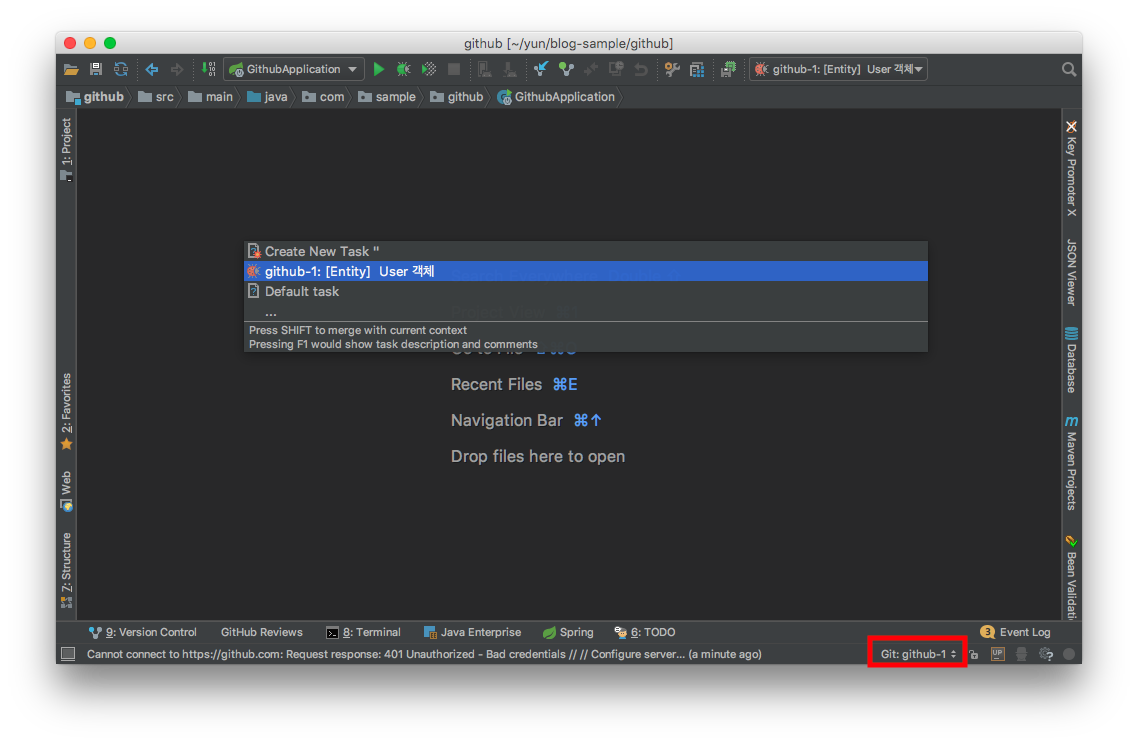 github [~/yun/blog-sample/github]
GithubApplication
github-1: [Entity] User 객체
github src main java com sample github GithubApplication
1: Project
2: Favorites
Web
Z: Structure
Create New Task "
github-1: [Entity] User 객체
Default task
...
Press SHIFT to merge with current context
Pressing F1 would show task description and comments
Recent Files ⌘E
Navigation Bar ⌘↑
Drop files here to open
Key Promoter X
JSON Viewer
Database
m
Maven Projects
Bean Validati
9: Version Control GitHub Reviews 8: Terminal Java Enterprise Spring 6: TODO 3 Event Log
Cannot connect to https://github.com: Request response: 401 Unauthorized - Bad credentials // // Configure server... (a minute ago) Git: github-1 UP